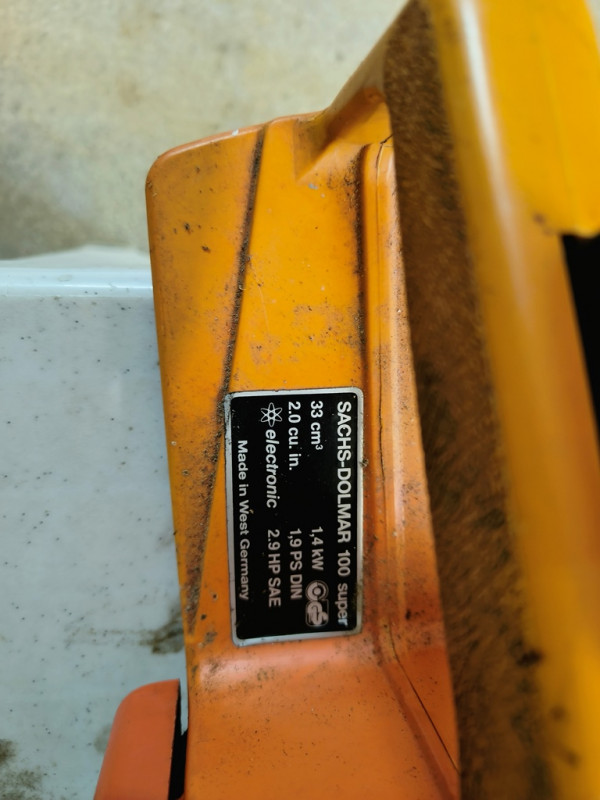 SACHS-DOLMAR 100 super
33 cm³ 1,4 kW GS
2.0 cu. in. 1,9 PS DIN
electronic 2.9 HP SAE
Made in West Germany